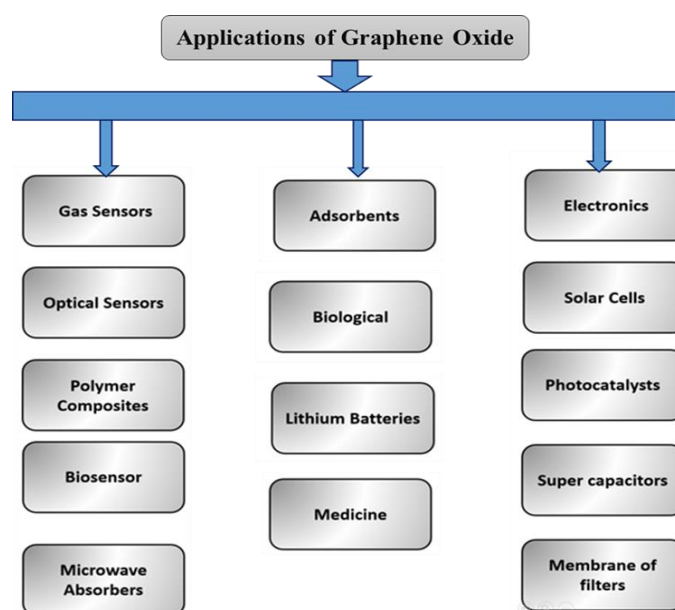 Applications of Graphene Oxide
Gas Sensors
Optical Sensors
Polymer
Composites
Biosensor
Microwave
Absorbers
Adsorbents
Biological
Lithium Batteries
Medicine
Electronics
Solar Cells
Photocatalysts
Super capacitors
Membrane of
filters